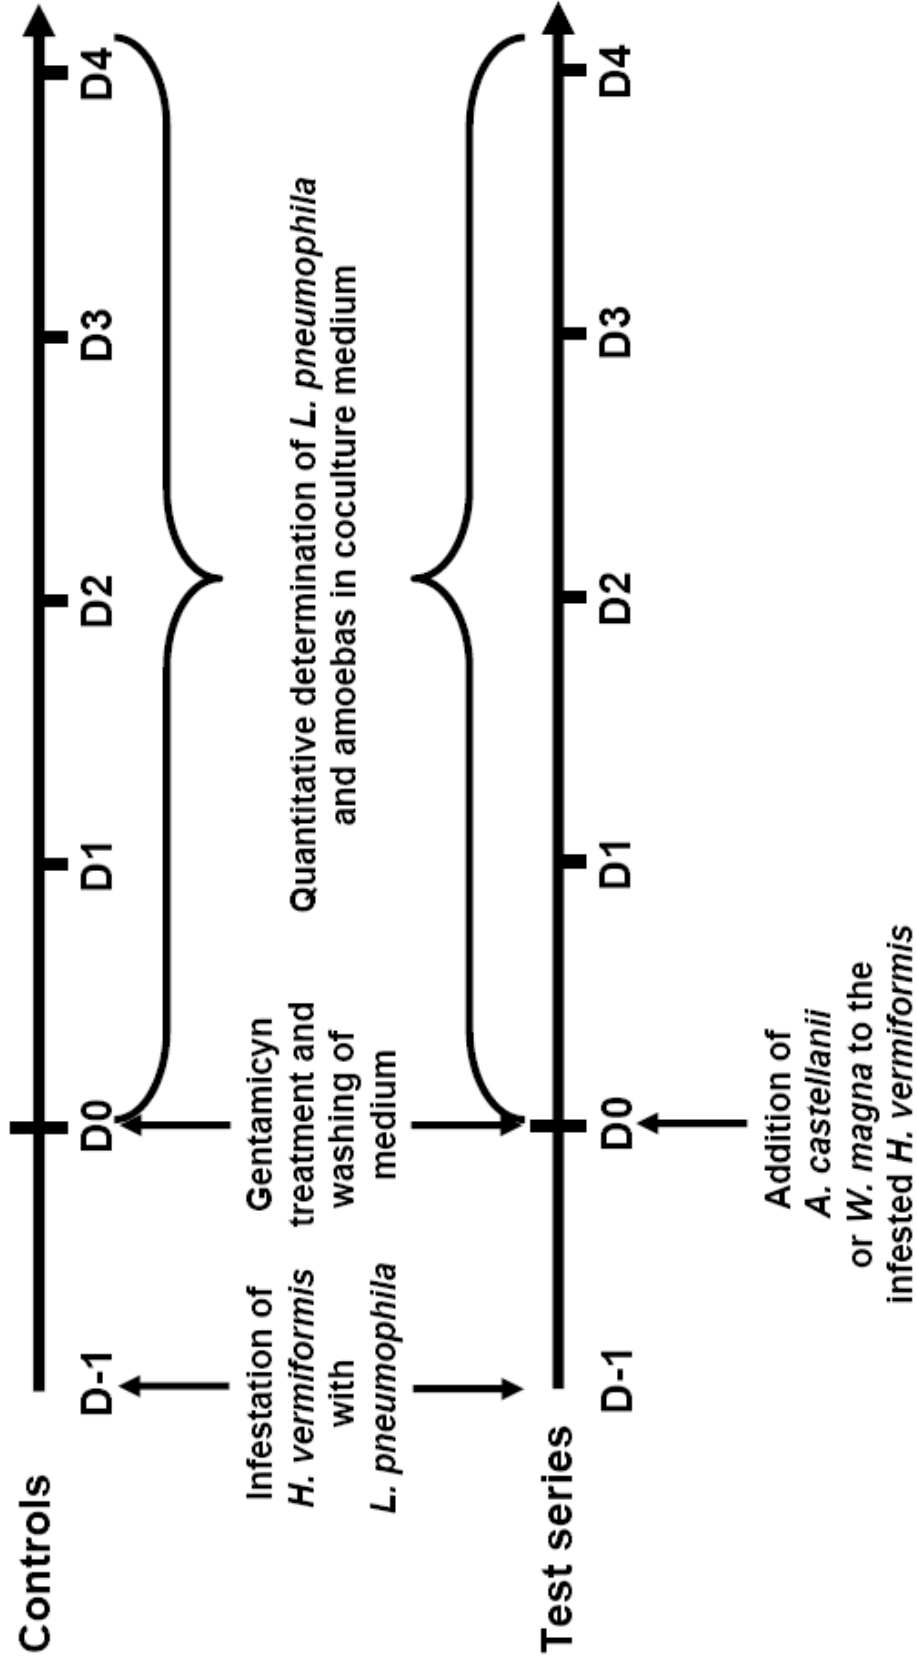 Controls
D-1
D0
D1
D2
D3
D4
Infestation of
H. vermiformis
with
L. pneumophila
Gentamicyn
treatment and
washing of
medium
Quantitative determination of L. pneumophila
and amoebas in coculture medium
Test series
D-1
D0
D1
D2
D3
D4
Addition of
A. castellanii
or W. magna to the
infested H. vermiformis